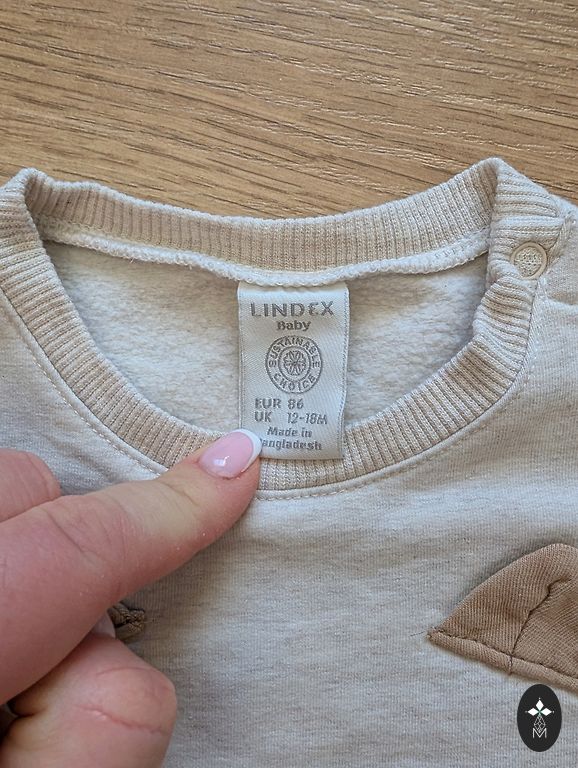 LINDEX
Baby
SUSTAINABLE
CHOICE
EUR 86
UK 12-18M
Made in
angladesh
M